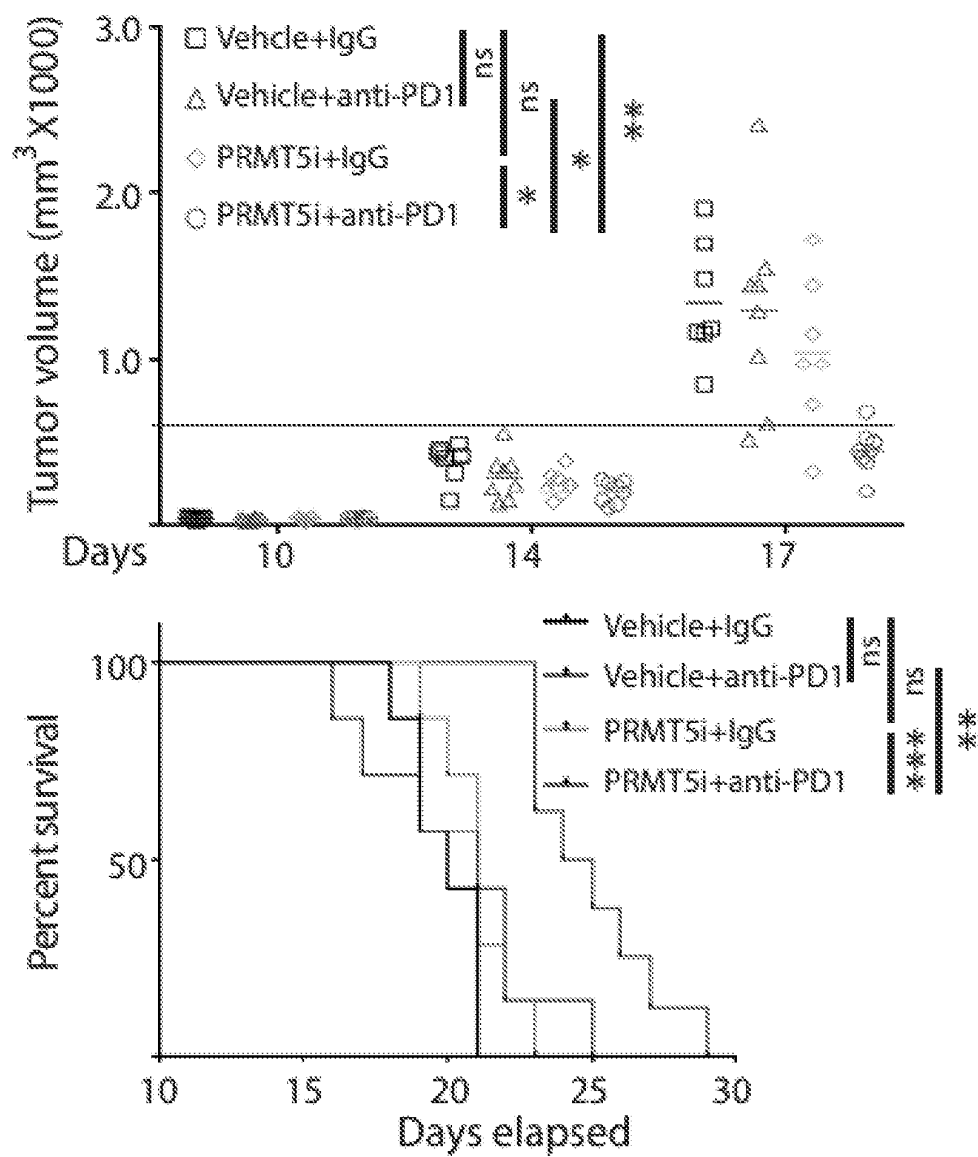 Tumor volume (mm³ X1000)
3.0
2.0
1.0
Vehcle+IgG
Vehicle+anti-PD1
PRMT5i+IgG
PRMT5i+anti-PD1
ns
ns
*
*
**
Days
10
14
17
Percent survival
100
50
Vehicle+IgG
Vehicle+anti-PD1
PRMT5i+IgG
PRMT5i+anti-PD1
ns
ns
***
**
10
15
20
25
30
Days elapsed